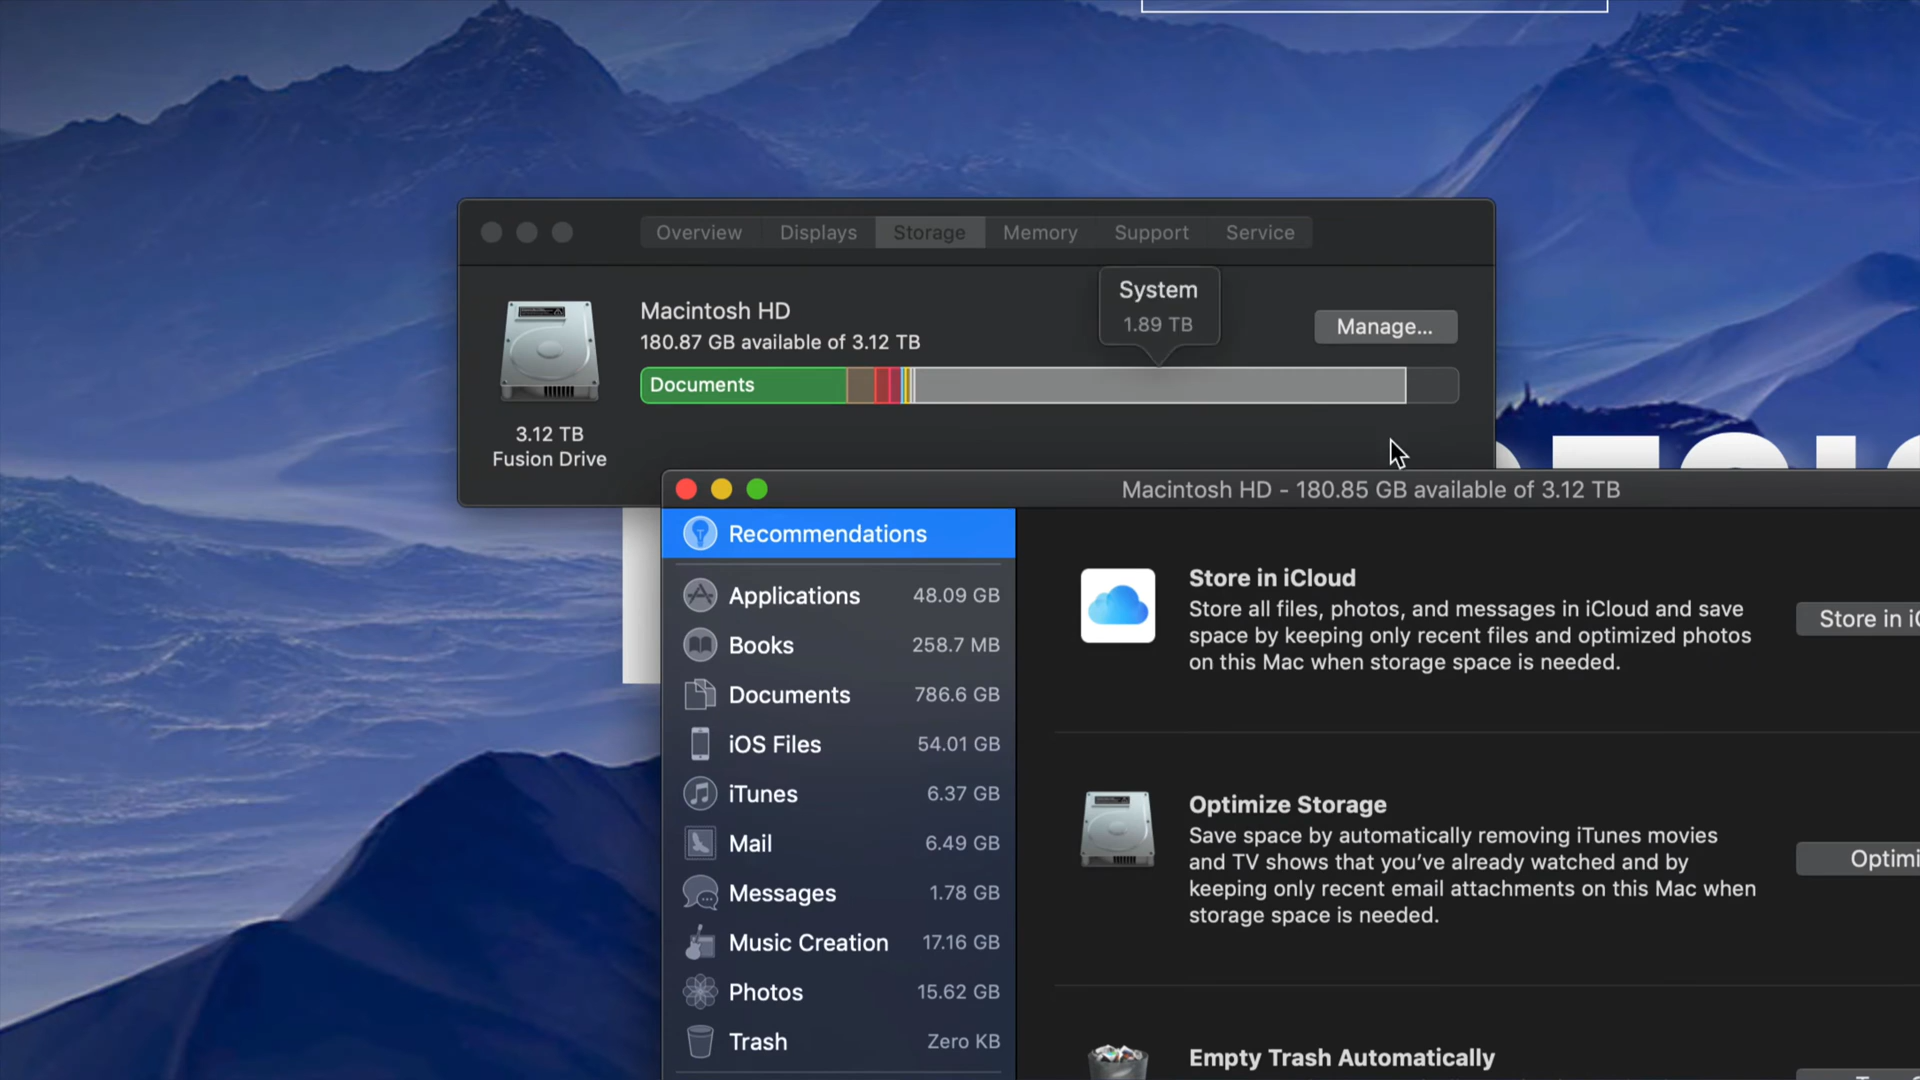 Overview Displays Storage Memory Support Service
System
1.89 TB
Macintosh HD
180.87 GB available of 3.12 TB
Manage...
Documents
3.12 TB
Fusion Drive
Macintosh HD - 180.85 GB available of 3.12 TB
Recommendations
Applications 48.09 GB
Books 258.7 MB
Documents 786.6 GB
iOS Files 54.01 GB
iTunes 6.37 GB
Mail 6.49 GB
Messages 1.78 GB
Music Creation 17.16 GB
Photos 15.62 GB
Trash Zero KB
Store in iCloud
Store all files, photos, and messages in iCloud and save
space by keeping only recent files and optimized photos
on this Mac when storage space is needed.
Store in iC
Optimize Storage
Save space by automatically removing iTunes movies
and TV shows that you’ve already watched and by
keeping only recent email attachments on this Mac when
storage space is needed.
Optimi
Empty Trash Automatically